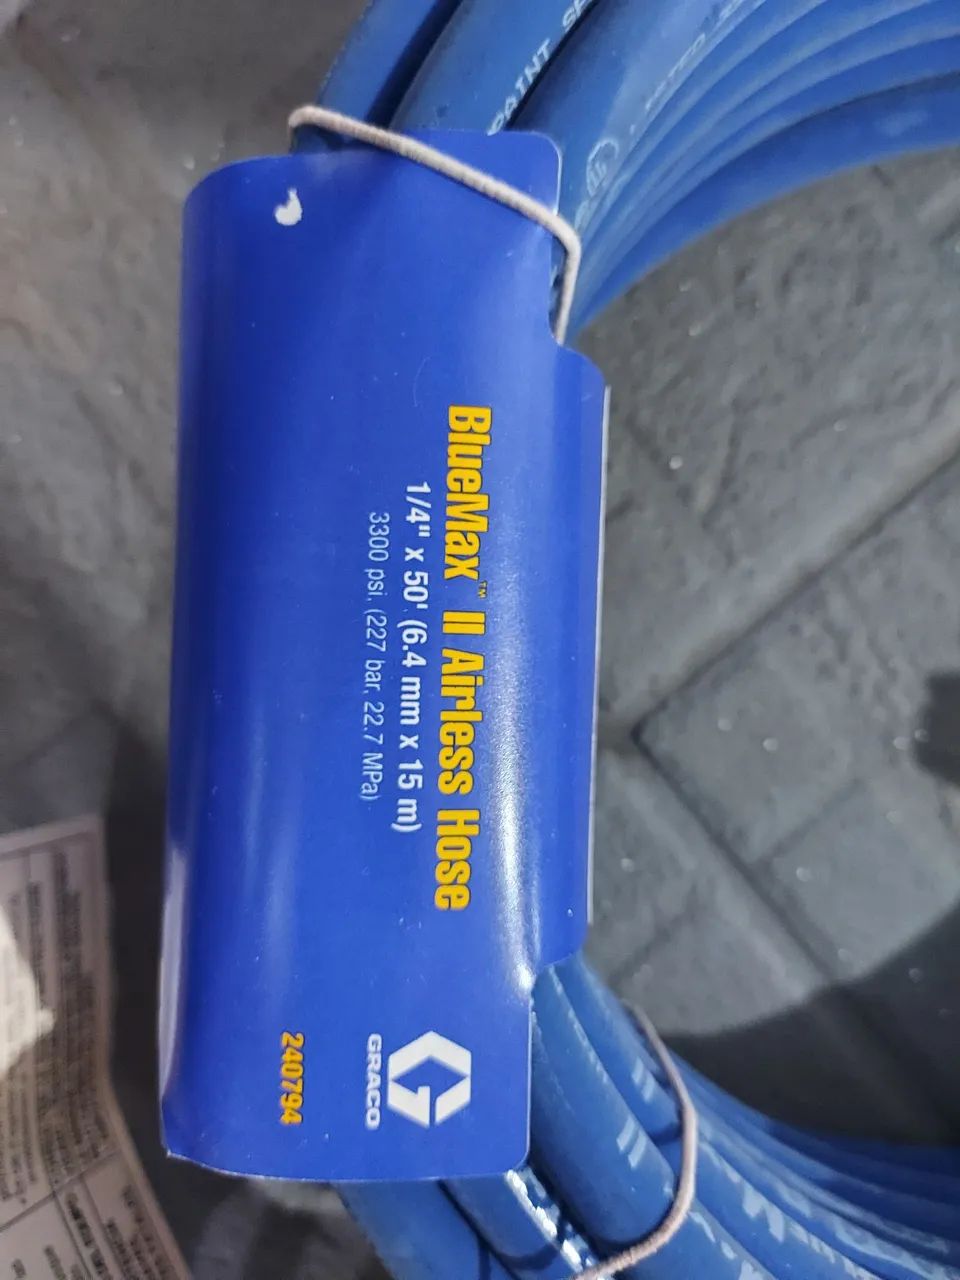 BlueMax™ II Airless Hose
1/4" x 50' (6.4 mm x 15 m)
3300 psi, (227 bar, 22.7 MPa)
GRACO
240794
PAINT